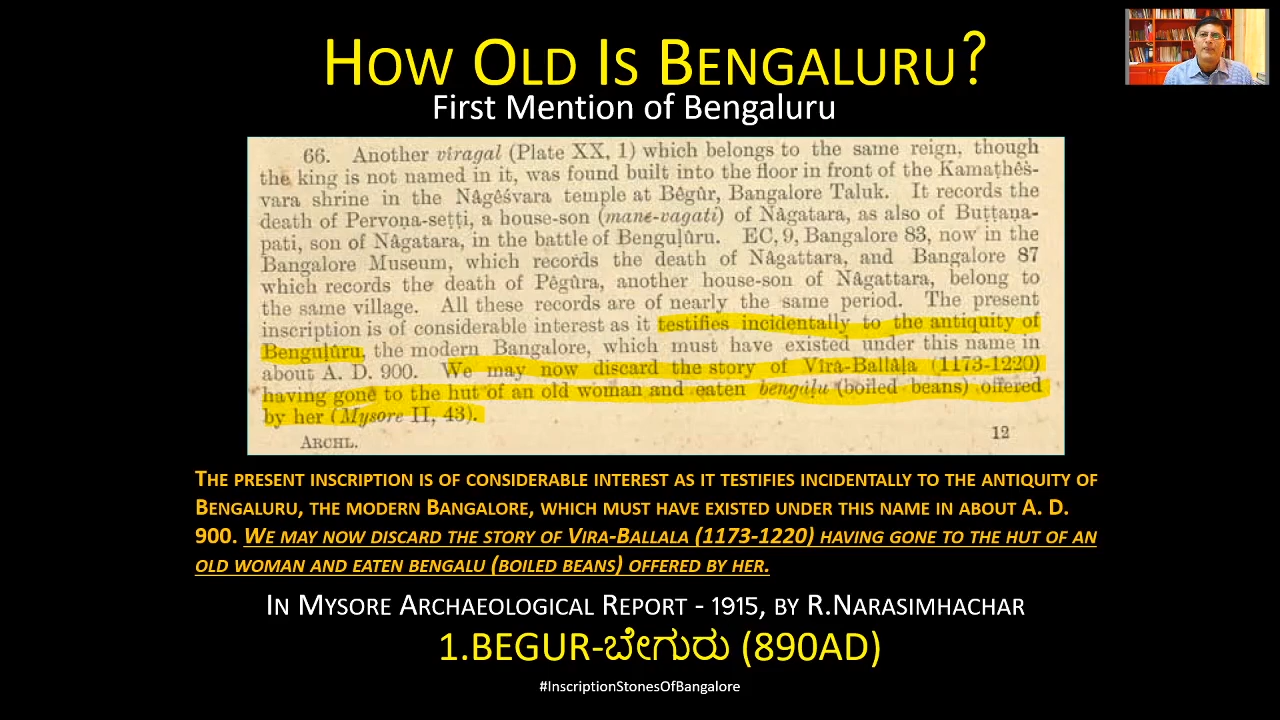 HOW OLD IS BENGALURU?
First Mention of Bengaluru
66. Another vîragal (Plate XX, 1) which belongs to the same reign, though
the king is not named in it, was found built into the floor in front of the Kamaṭhêś-
vara shrine in the Nâgêśvara temple at Bêgûr, Bangalore Taluk. It records the
death of Pervoṇa-seṭṭi, a house-son (mane-vagati) of Nâgatara, as also of Buṭṭaṇa-
pati, son of Nâgatara, in the battle of Benguḷûru. EC, 9, Bangalore 83, now in the
Bangalore Museum, which records the death of Nâgattara, and Bangalore 87
which records the death of Pêgûra, another house-son of Nâgattara, belong to
the same village. All these records are of nearly the same period. The present
inscription is of considerable interest as it testifies incidentally to the antiquity of
Benguḷûru, the modern Bangalore, which must have existed under this name in
about A. D. 900. We may now discard the story of Vîra-Ballâḷa (1173-1220)
having gone to the hut of an old woman and eaten bengáḷu (boiled beans) offered
by her (Mysore II, 43).
ARCHL. 12
THE PRESENT INSCRIPTION IS OF CONSIDERABLE INTEREST AS IT TESTIFIES INCIDENTALLY TO THE ANTIQUITY OF
BENGALURU, THE MODERN BANGALORE, WHICH MUST HAVE EXISTED UNDER THIS NAME IN ABOUT A. D.
900. WE MAY NOW DISCARD THE STORY OF VIRA-BALLALA (1173-1220) HAVING GONE TO THE HUT OF AN
OLD WOMAN AND EATEN BENGALU (BOILED BEANS) OFFERED BY HER.
IN MYSORE ARCHAEOLOGICAL REPORT - 1915, BY R.NARASIMHACHAR
1.BEGUR-ಬೇಗುರು (890AD)
#InscriptionStonesOfBangalore